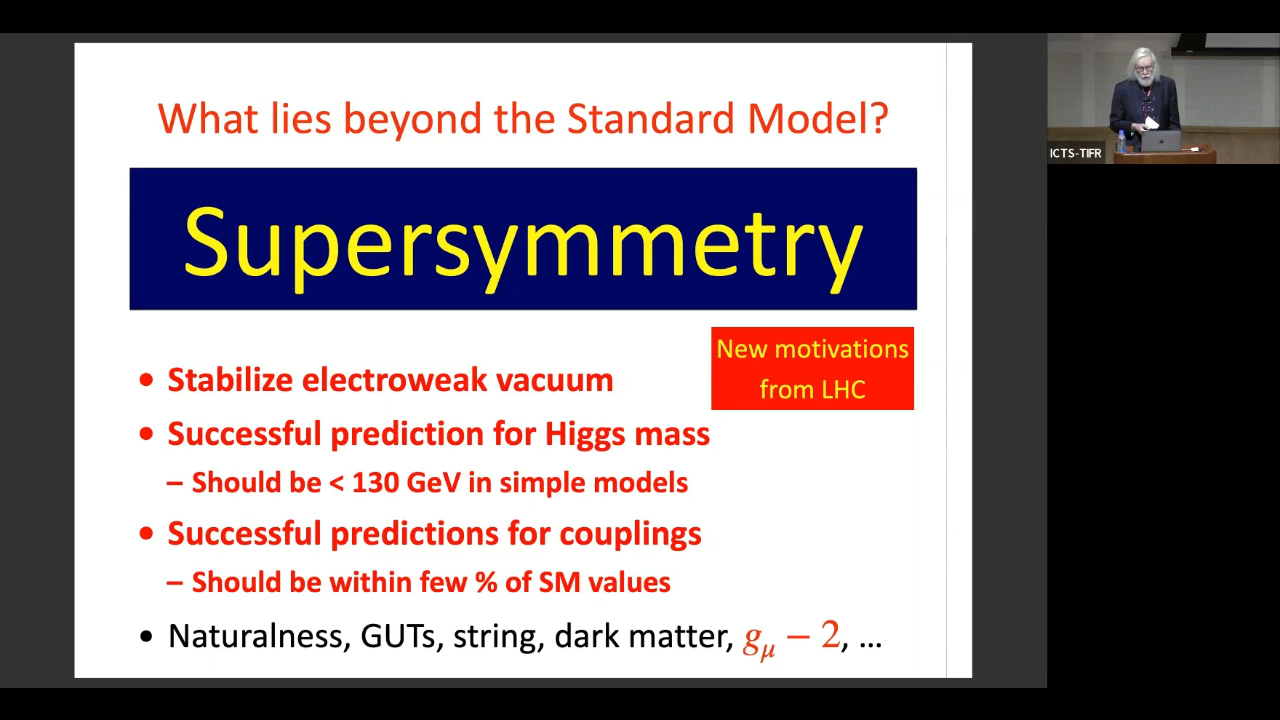 What lies beyond the Standard Model?
Supersymmetry
New motivations
from LHC
• Stabilize electroweak vacuum
• Successful prediction for Higgs mass
– Should be < 130 GeV in simple models
• Successful predictions for couplings
– Should be within few % of SM values
• Naturalness, GUTs, string, dark matter, gμ − 2, ...
ICTS-TIFR